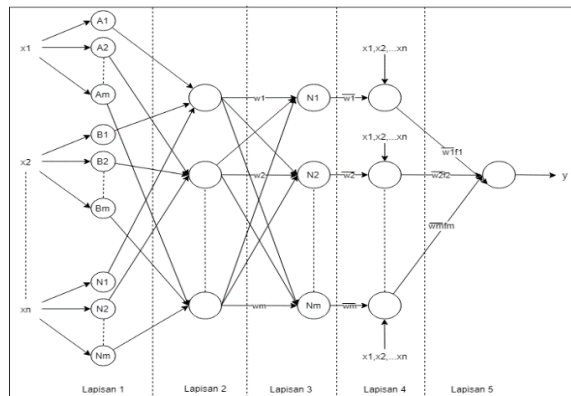 x1
A1
A2
Am
x2
B1
B2
Bm
xn
N1
N2
Nm
w1
w2
wm
N1
N2
Nm
w1
w2
wm
x1,x2,...xn
x1,x2,...xn
x1,x2,...xn
w1f1
w2f2
wmfm
y
Lapisan 1
Lapisan 2
Lapisan 3
Lapisan 4
Lapisan 5